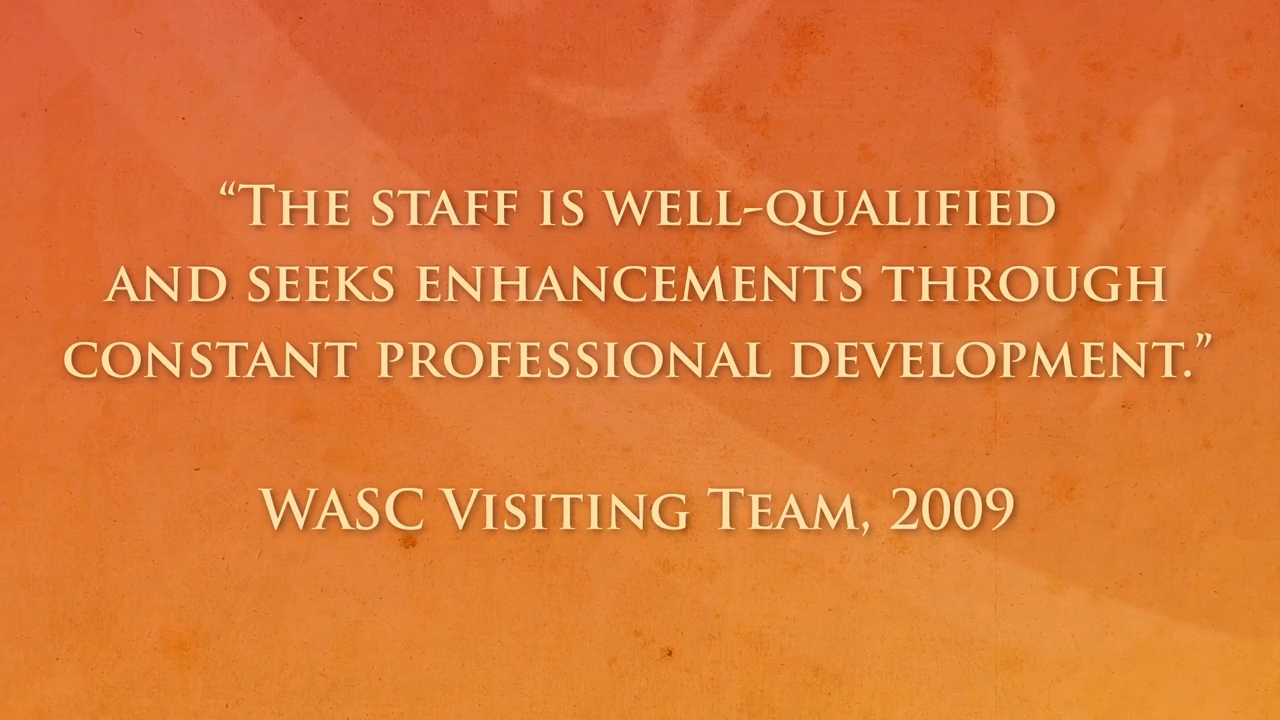 “The staff is well-qualified
and seeks enhancements through
constant professional development.”
WASC Visiting Team, 2009